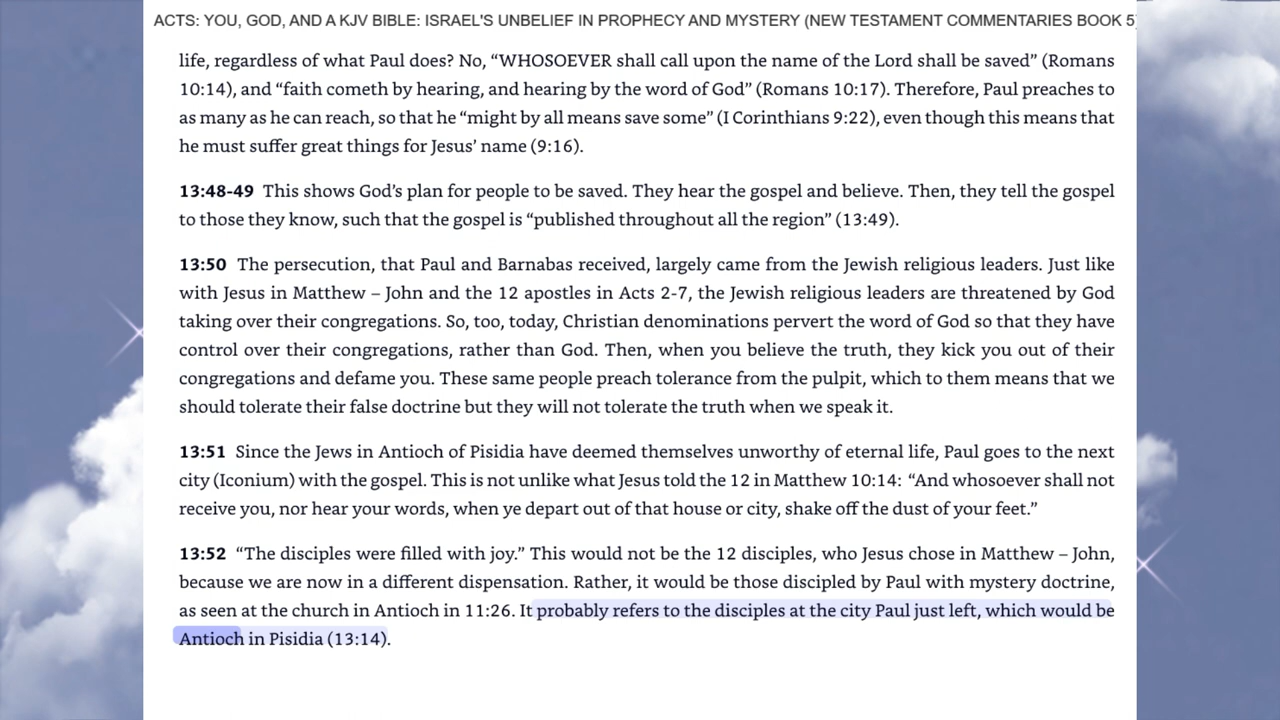 ACTS: YOU, GOD, AND A KJV BIBLE: ISRAEL'S UNBELIEF IN PROPHECY AND MYSTERY (NEW TESTAMENT COMMENTARIES BOOK 5)
life, regardless of what Paul does? No, “WHOSOEVER shall call upon the name of the Lord shall be saved” (Romans
10:14), and “faith cometh by hearing, and hearing by the word of God” (Romans 10:17). Therefore, Paul preaches to
as many as he can reach, so that he “might by all means save some” (I Corinthians 9:22), even though this means that
he must suffer great things for Jesus’ name (9:16).
13:48-49 This shows God’s plan for people to be saved. They hear the gospel and believe. Then, they tell the gospel
to those they know, such that the gospel is “published throughout all the region” (13:49).
13:50 The persecution, that Paul and Barnabas received, largely came from the Jewish religious leaders. Just like
with Jesus in Matthew – John and the 12 apostles in Acts 2-7, the Jewish religious leaders are threatened by God
taking over their congregations. So, too, today, Christian denominations pervert the word of God so that they have
control over their congregations, rather than God. Then, when you believe the truth, they kick you out of their
congregations and defame you. These same people preach tolerance from the pulpit, which to them means that we
should tolerate their false doctrine but they will not tolerate the truth when we speak it.
13:51 Since the Jews in Antioch of Pisidia have deemed themselves unworthy of eternal life, Paul goes to the next
city (Iconium) with the gospel. This is not unlike what Jesus told the 12 in Matthew 10:14: “And whosoever shall not
receive you, nor hear your words, when ye depart out of that house or city, shake off the dust of your feet.”
13:52 “The disciples were filled with joy.” This would not be the 12 disciples, who Jesus chose in Matthew – John,
because we are now in a different dispensation. Rather, it would be those discipled by Paul with mystery doctrine,
as seen at the church in Antioch in 11:26. It probably refers to the disciples at the city Paul just left, which would be
Antioch in Pisidia (13:14).